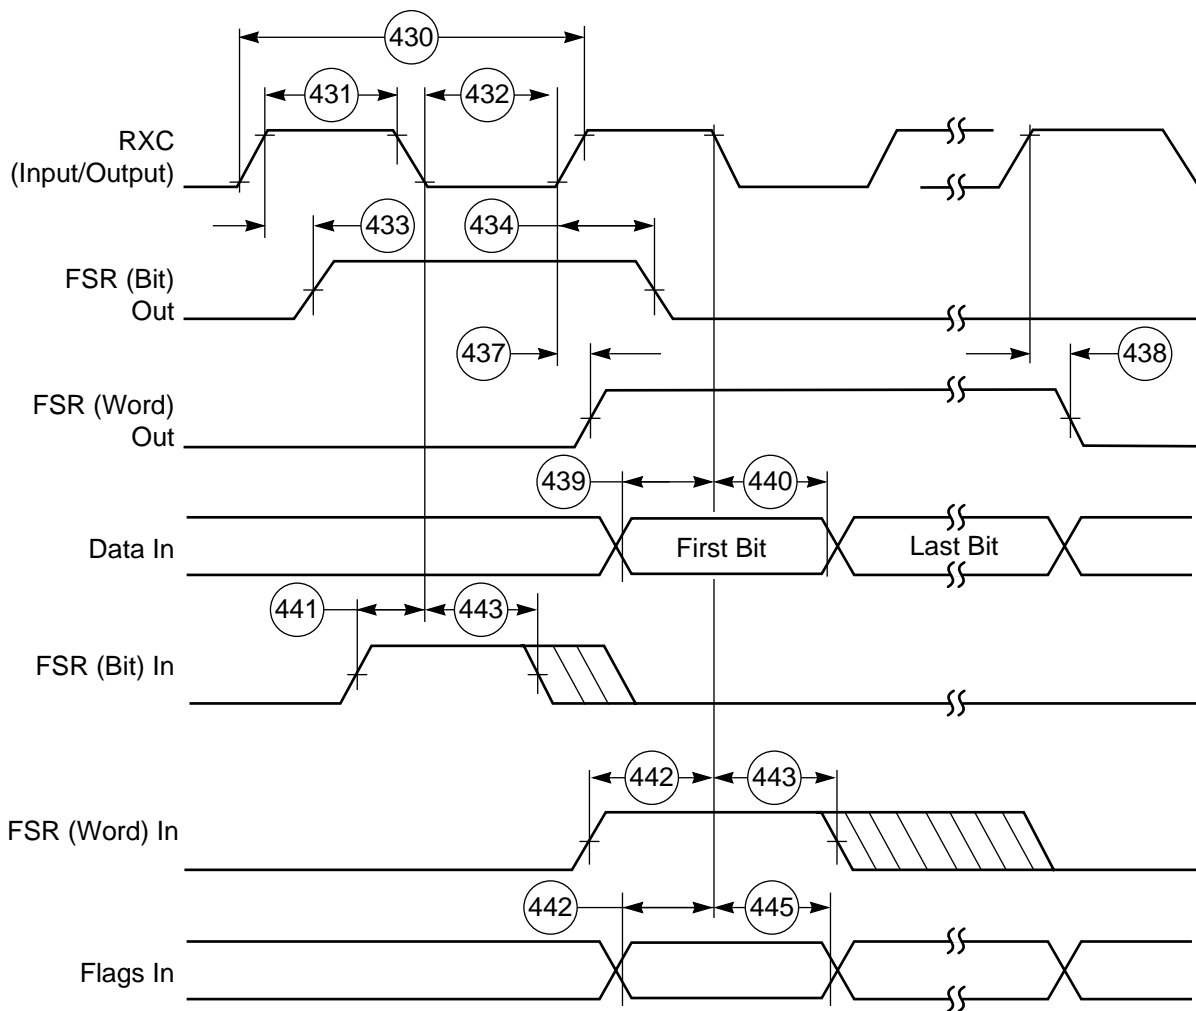 430
431
432
RXC
(Input/Output)
433
434
FSR (Bit)
Out
437
438
FSR (Word)
Out
439
440
Data In
First Bit
Last Bit
441
443
FSR (Bit) In
442
443
FSR (Word) In
442
445
Flags In